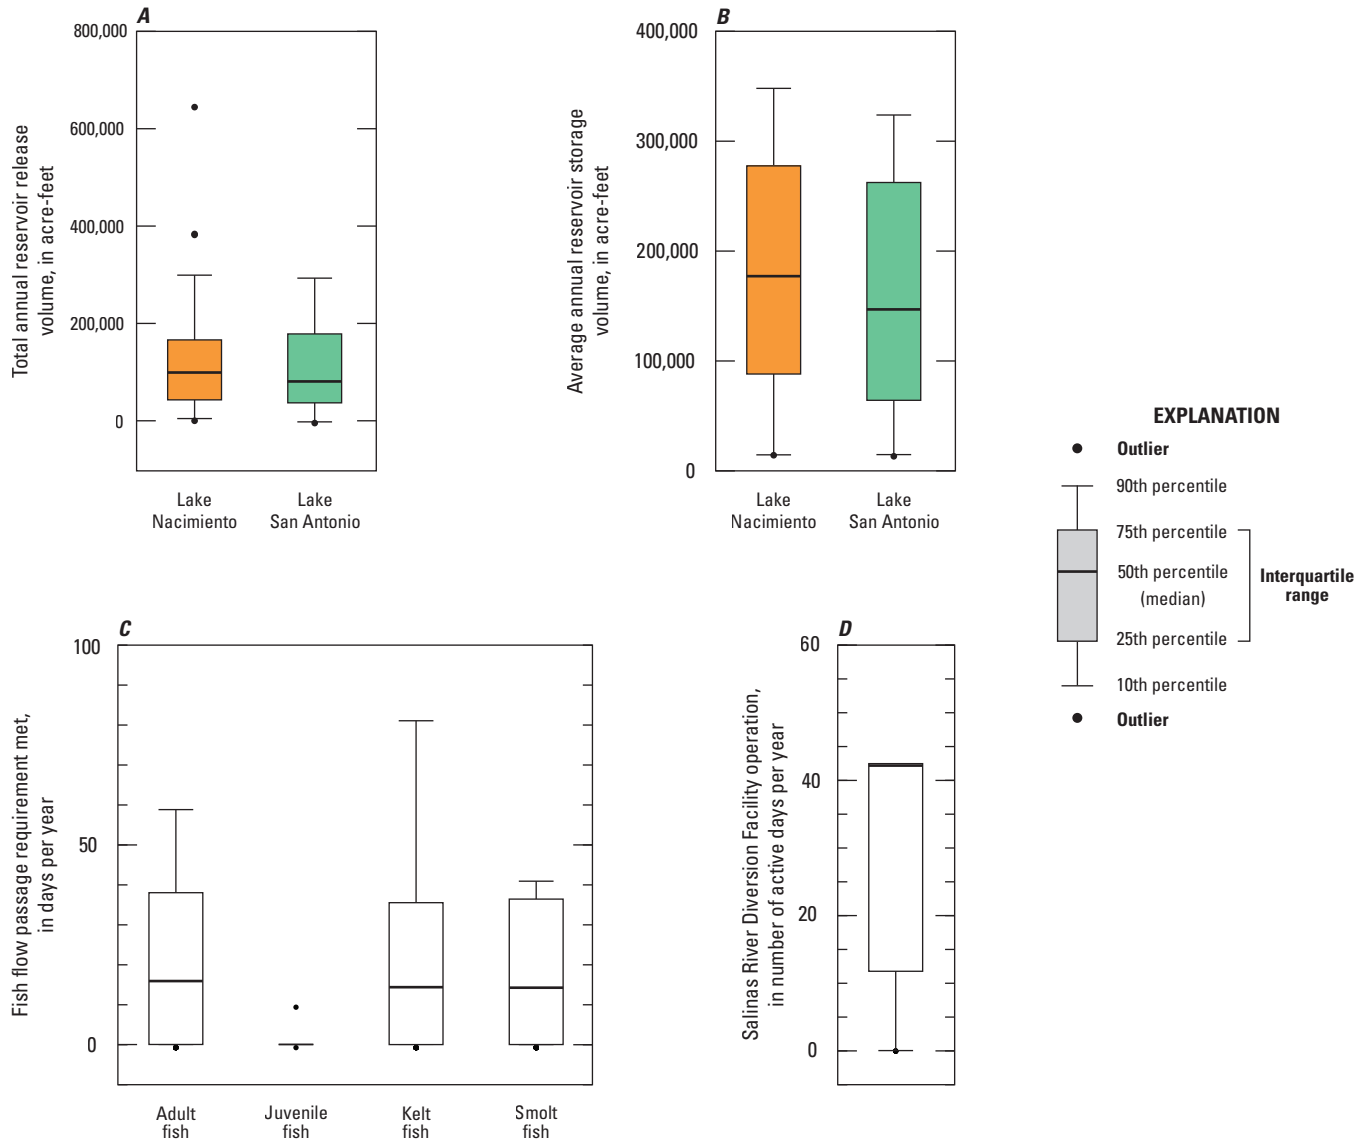 A
Total annual reservoir release
volume, in acre-feet
800,000
600,000
400,000
200,000
0
Lake
Nacimiento
Lake
San Antonio
B
Average annual reservoir storage
volume, in acre-feet
400,000
300,000
200,000
100,000
0
Lake
Nacimiento
Lake
San Antonio
EXPLANATION
Outlier
90th percentile
75th percentile
50th percentile
(median)
25th percentile
10th percentile
Outlier
Interquartile
range
C
Fish flow passage requirement met,
in days per year
100
50
0
Adult
fish
Juvenile
fish
Kelt
fish
Smolt
fish
D
Salinas River Diversion Facility operation,
in number of active days per year
60
40
20
0